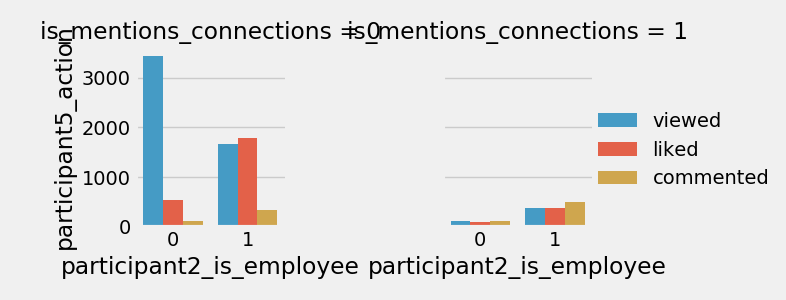 is_mentions_connections = 0
is_mentions_connections = 1
participant5_action
3000
2000
1000
0
0 1
0 1
participant2_is_employee
participant2_is_employee
viewed
liked
commented